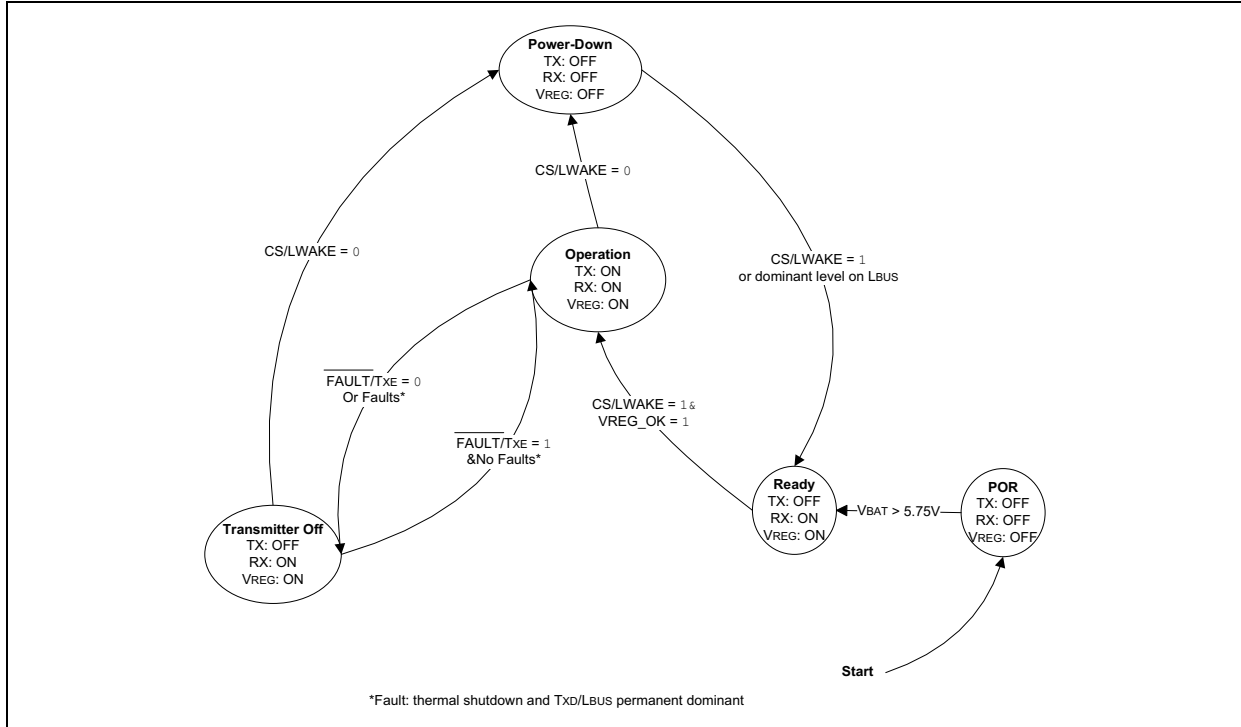 Power-Down
TX: OFF
RX: OFF
VREG: OFF
CS/LWAKE = 0
CS/LWAKE = 0
Operation
TX: ON
RX: ON
VREG: ON
CS/LWAKE = 1
or dominant level on LBUS
FAULT/TXE = 0
Or Faults*
CS/LWAKE = 1 &
VREG_OK = 1
FAULT/TXE = 1
&No Faults*
Ready
TX: OFF
RX: ON
VREG: ON
VBAT > 5.75V
POR
TX: OFF
RX: OFF
VREG: OFF
Transmitter Off
TX: OFF
RX: ON
VREG: ON
Start
*Fault: thermal shutdown and TXD/LBUS permanent dominant